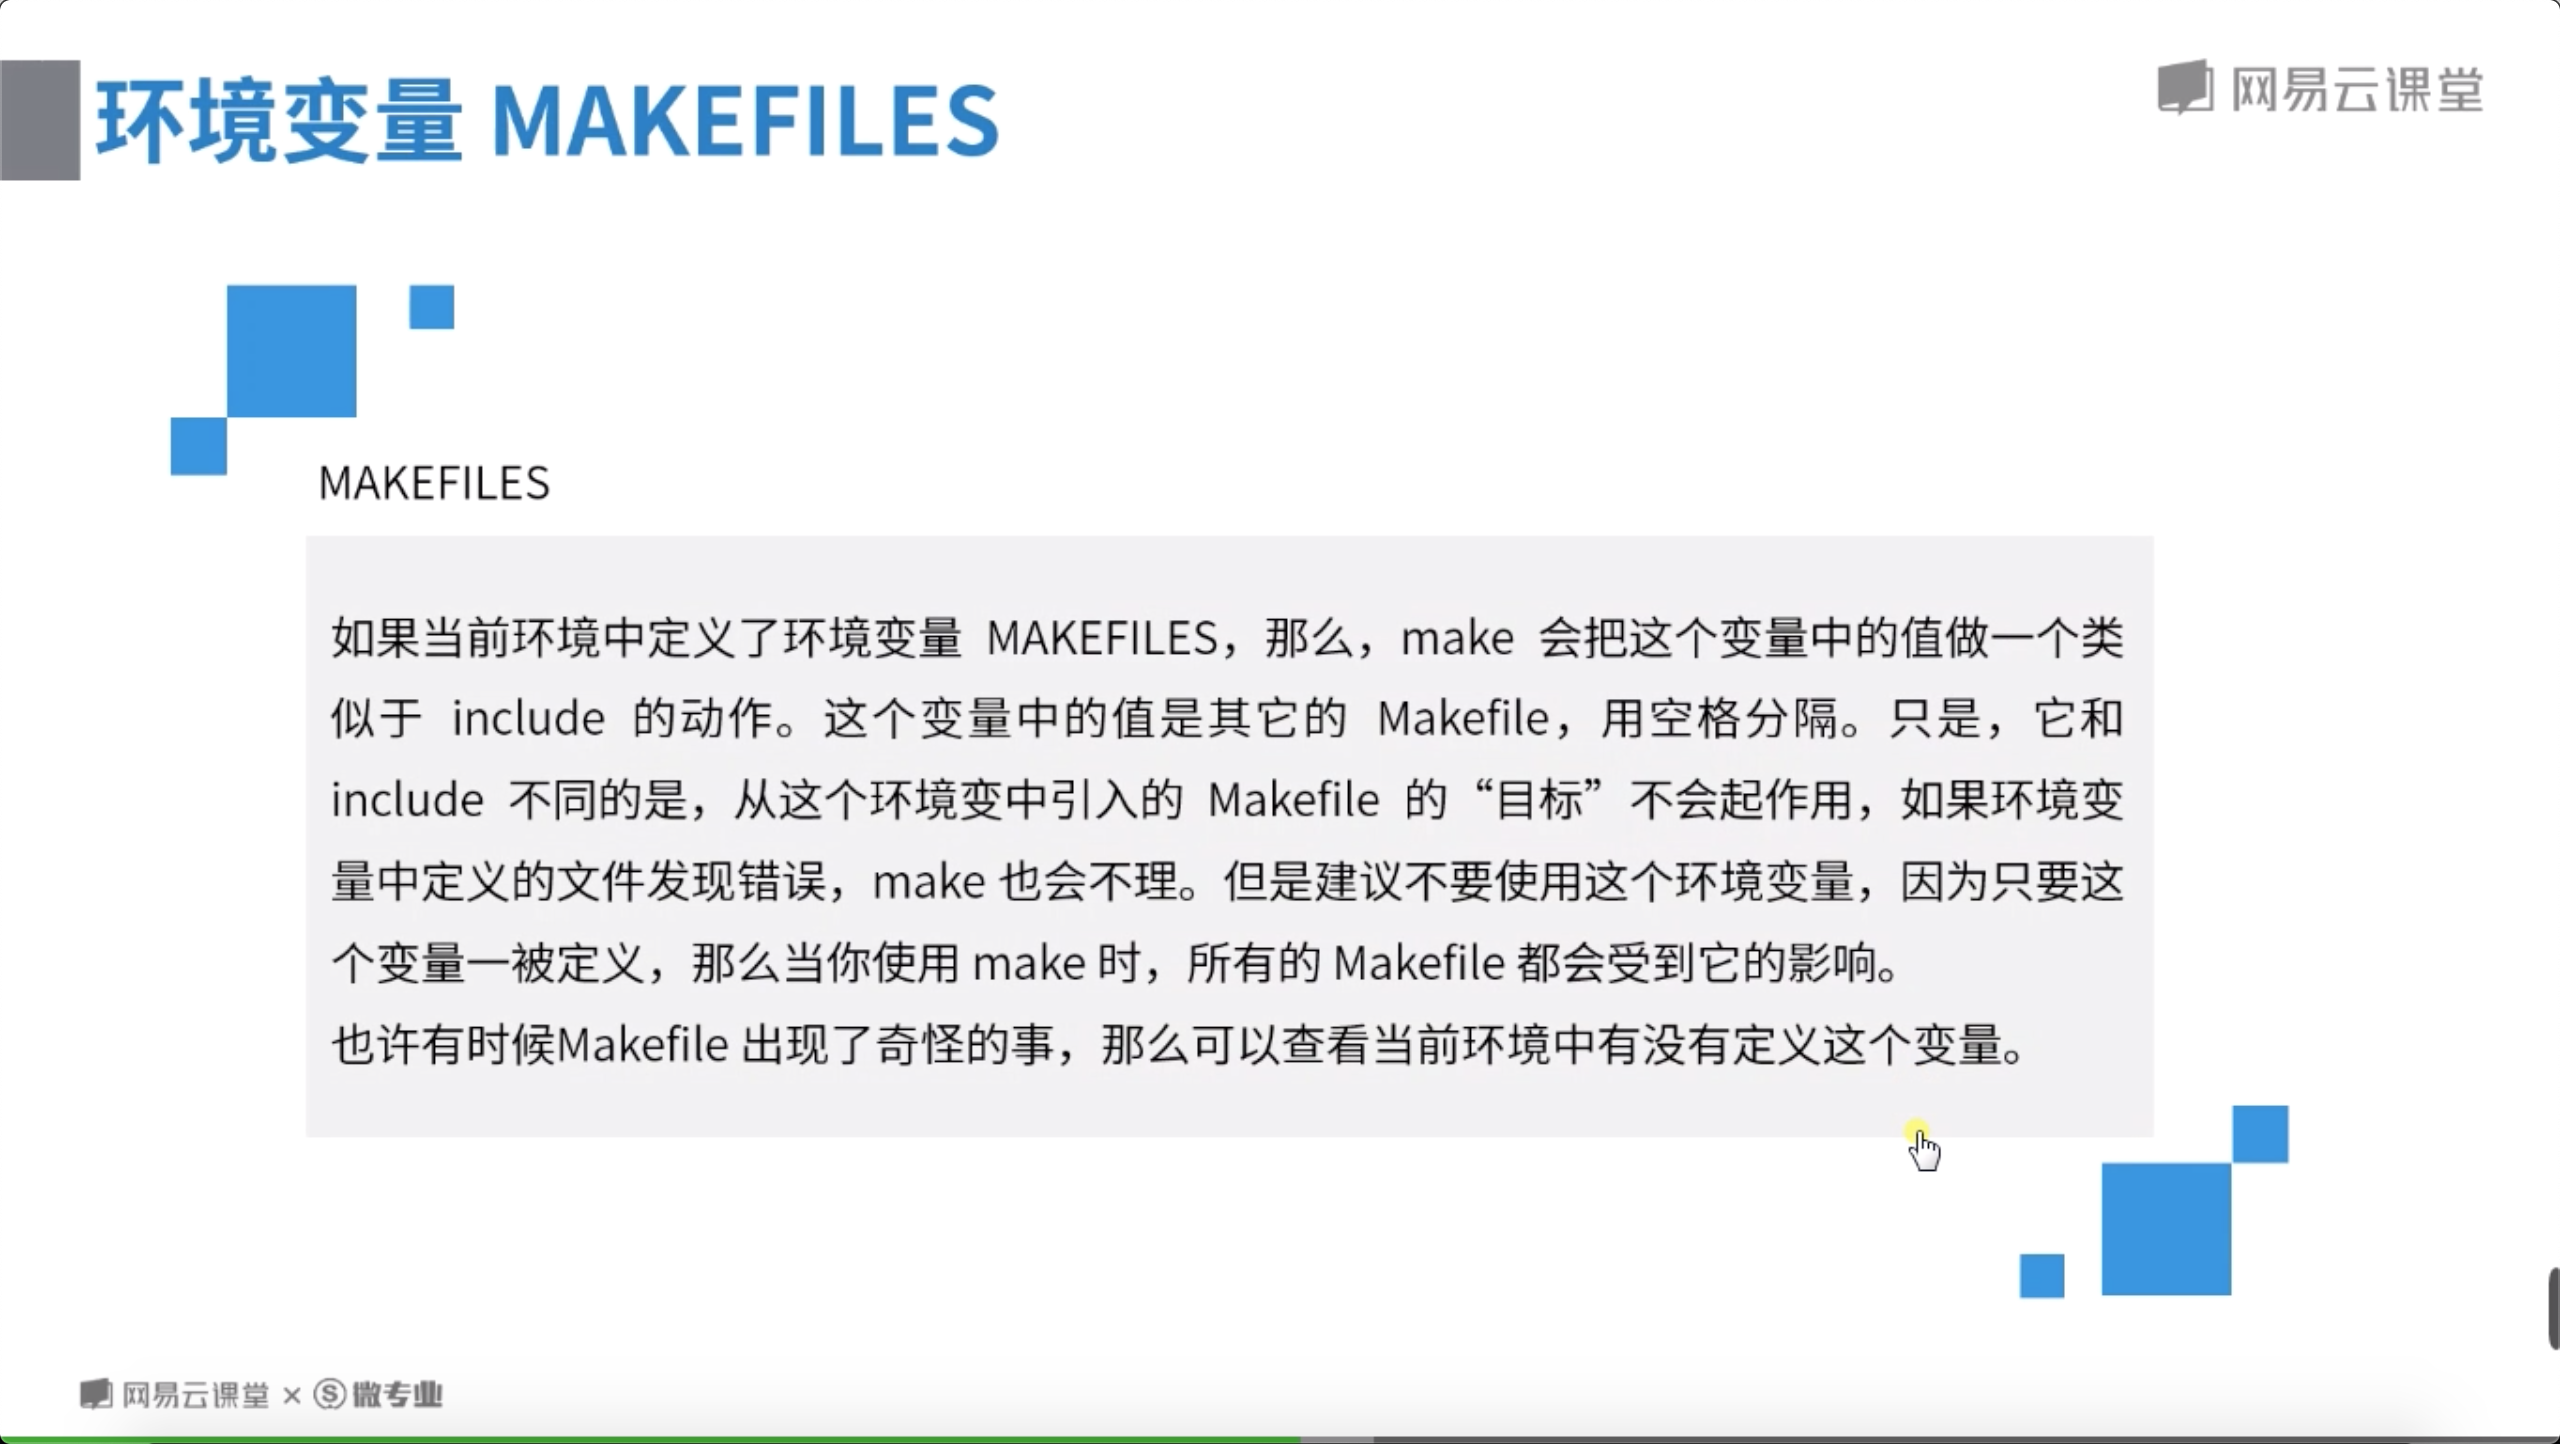 环境变量 MAKEFILES
网易云课堂
MAKEFILES
如果当前环境中定义了环境变量 MAKEFILES，那么，make 会把这个变量中的值做一个类
似于 include 的动作。这个变量中的值是其它的 Makefile，用空格分隔。只是，它和
include 不同的是，从这个环境变中引入的 Makefile 的“目标”不会起作用，如果环境变
量中定义的文件发现错误，make 也会不理。但是建议不要使用这个环境变量，因为只要这
个变量一被定义，那么当你使用 make 时，所有的 Makefile 都会受到它的影响。
也许有时候Makefile 出现了奇怪的事，那么可以查看当前环境中有没有定义这个变量。
网易云课堂 × Ⓢ微专业